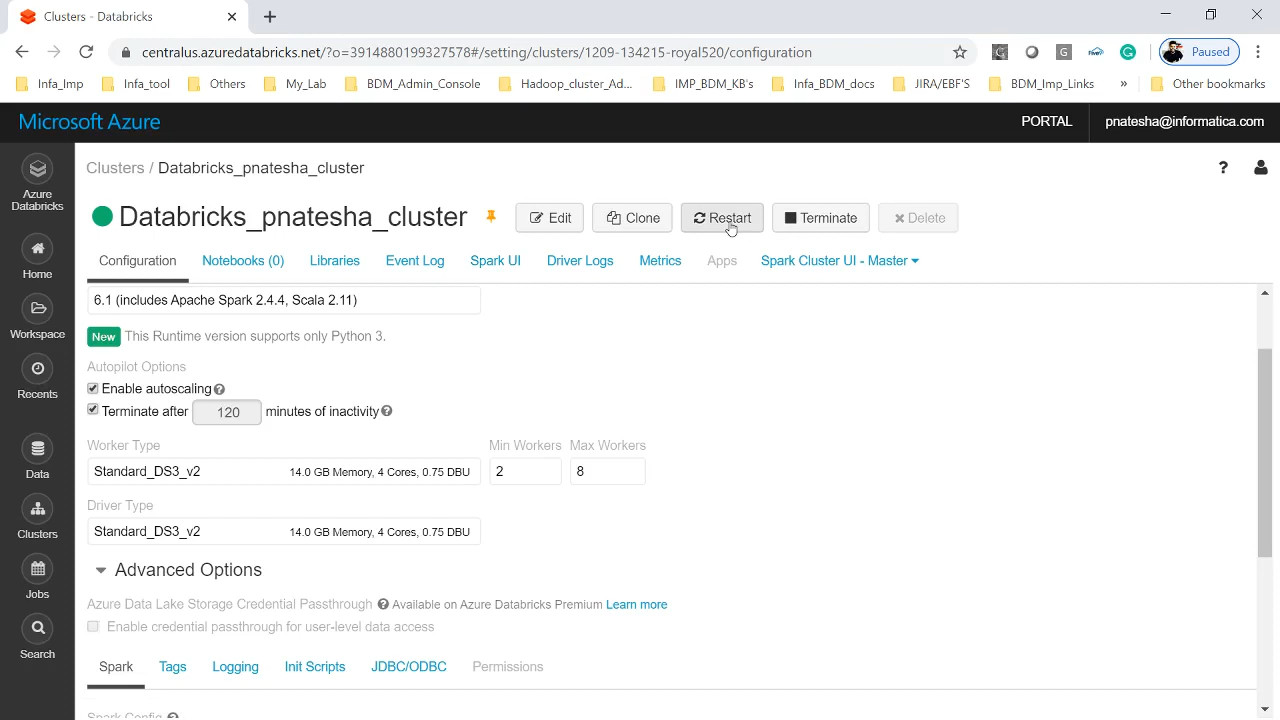 Clusters - Databricks
centralus.azuredatabricks.net/?o=3914880199327578#/setting/clusters/1209-134215-royal520/configuration
G
Paused
Infa_Imp Infa_tool Others My_Lab BDM_Admin_Console Hadoop_cluster_Ad... IMP_BDM_KB's Infa_BDM_docs JIRA/EBF'S BDM_Imp_Links » Other bookmarks
Microsoft Azure PORTAL pnatesha@informatica.com
Azure
Databricks
Home
Workspace
Recents
Data
Clusters
Jobs
Search
Clusters / Databricks_pnatesha_cluster ?
Databricks_pnatesha_cluster Edit Clone Restart Terminate Delete
Configuration Notebooks (0) Libraries Event Log Spark UI Driver Logs Metrics Apps Spark Cluster UI - Master
6.1 (includes Apache Spark 2.4.4, Scala 2.11)
New This Runtime version supports only Python 3.
Autopilot Options
Enable autoscaling ?
Terminate after 120 minutes of inactivity ?
Worker Type Min Workers Max Workers
Standard_DS3_v2 14.0 GB Memory, 4 Cores, 0.75 DBU 2 8
Driver Type
Standard_DS3_v2 14.0 GB Memory, 4 Cores, 0.75 DBU
Advanced Options
Azure Data Lake Storage Credential Passthrough ? Available on Azure Databricks Premium Learn more
Enable credential passthrough for user-level data access
Spark Tags Logging Init Scripts JDBC/ODBC Permissions
Spark Config ?